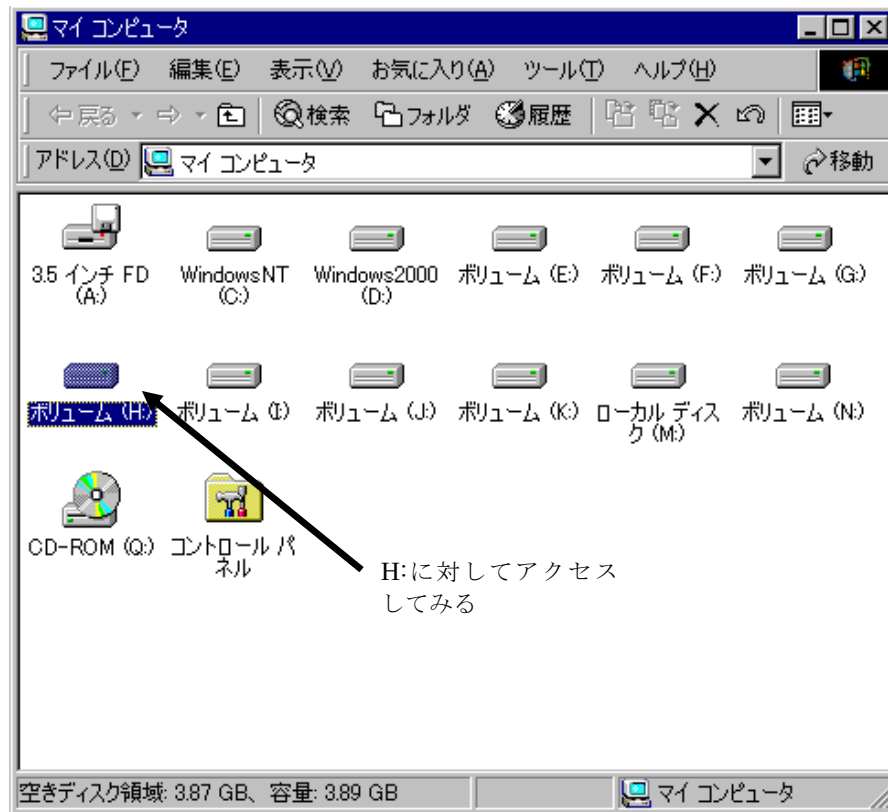 マイ コンピュータ
ファイル(F) 編集(E) 表示(V) お気に入り(A) ツール(T) ヘルプ(H)
戻る 検索 フォルダ 履歴
アドレス(D) マイ コンピュータ 移動
3.5 インチ FD (A:)
WindowsNT (C:)
Windows2000 (D:)
ボリューム (E:)
ボリューム (F:)
ボリューム (G:)
ボリューム (H:)
ボリューム (I:)
ボリューム (J:)
ボリューム (K:)
ローカル ディスク (M:)
ボリューム (N:)
CD-ROM (Q:)
コントロール パネル
H:に対してアクセス
してみる
空きディスク領域: 3.87 GB、容量: 3.89 GB マイ コンピュータ